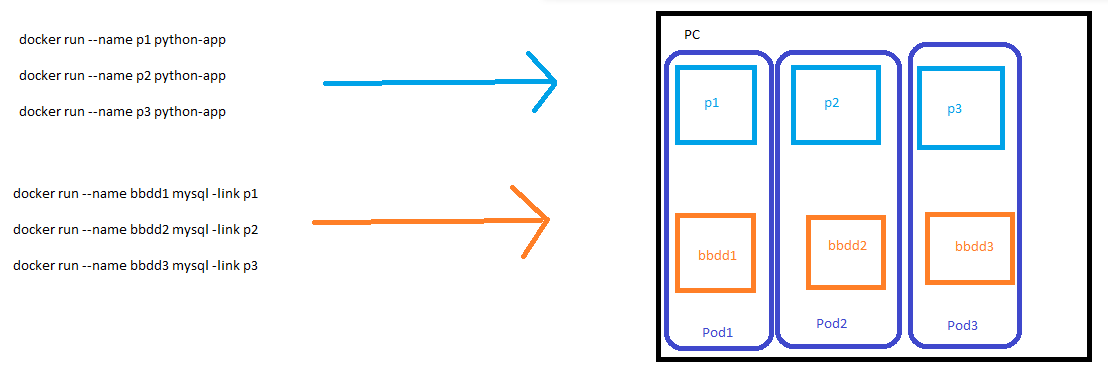 docker run --name p1 python-app
docker run --name p2 python-app
docker run --name p3 python-app
docker run --name bbdd1 mysql -link p1
docker run --name bbdd2 mysql -link p2
docker run --name bbdd3 mysql -link p3
PC
p1
p2
p3
bbdd1
bbdd2
bbdd3
Pod1
Pod2
Pod3